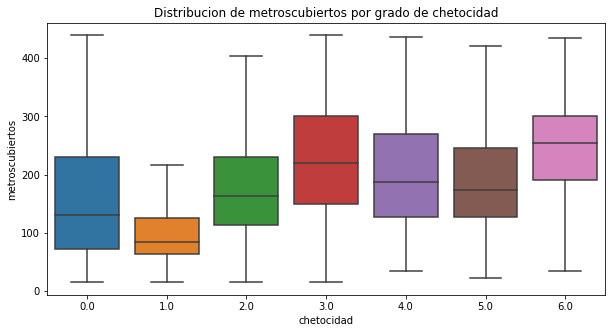 Distribucion de metroscubiertos por grado de chetocidad
metroscubiertos
400
300
200
100
0
0.0 1.0 2.0 3.0 4.0 5.0 6.0
chetocidad